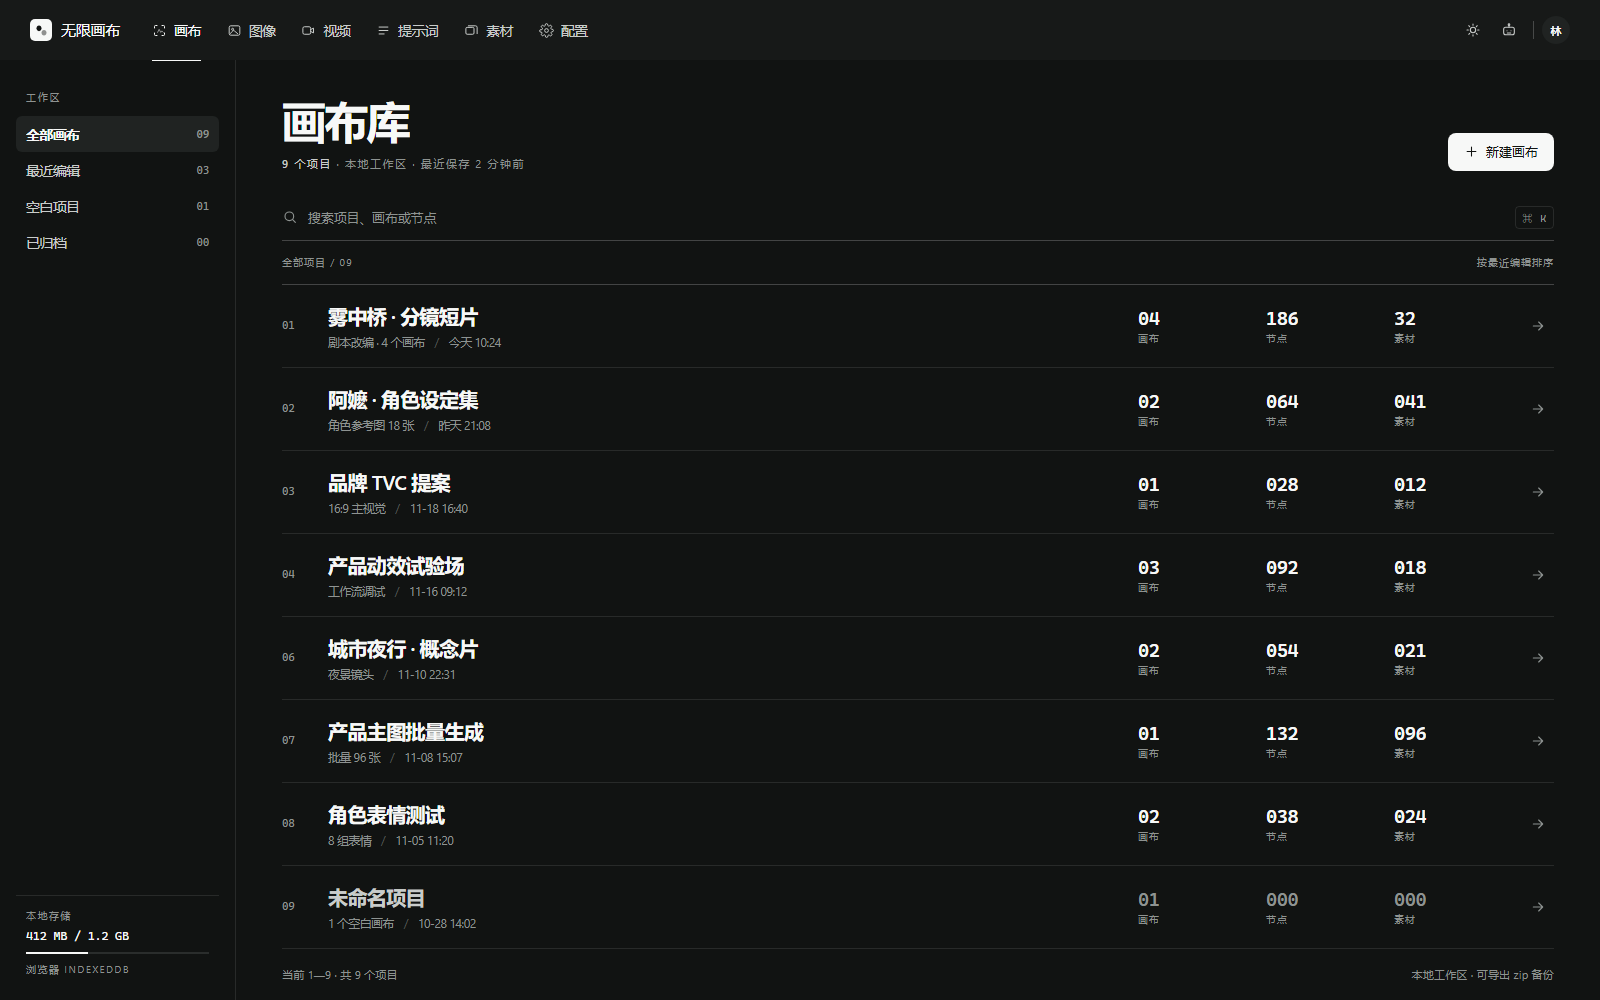 无限画布
画布 图像 视频 提示词 素材 配置
林
工作区
全部画布 09
最近编辑 03
空白项目 01
已归档 00
本地存储
412 MB / 1.2 GB
浏览器 INDEXEDDB
画布库
9 个项目 · 本地工作区 · 最近保存 2 分钟前
新建画布
搜索项目、画布或节点
⌘ K
全部项目 / 09
按最近编辑排序
01
雾中桥 · 分镜短片
剧本改编 · 4 个画布 / 今天 10:24
04 186 32
画布 节点 素材
02
阿嬷 · 角色设定集
角色参考图 18 张 / 昨天 21:08
02 064 041
画布 节点 素材
03
品牌 TVC 提案
16:9 主视觉 / 11-18 16:40
01 028 012
画布 节点 素材
04
产品动效试验场
工作流调试 / 11-16 09:12
03 092 018
画布 节点 素材
06
城市夜行 · 概念片
夜景镜头 / 11-10 22:31
02 054 021
画布 节点 素材
07
产品主图批量生成
批量 96 张 / 11-08 15:07
01 132 096
画布 节点 素材
08
角色表情测试
8 组表情 / 11-05 11:20
02 038 024
画布 节点 素材
09
未命名项目
1 个空白画布 / 10-28 14:02
01 000 000
画布 节点 素材
当前 1—9 · 共 9 个项目
本地工作区 · 可导出 zip 备份